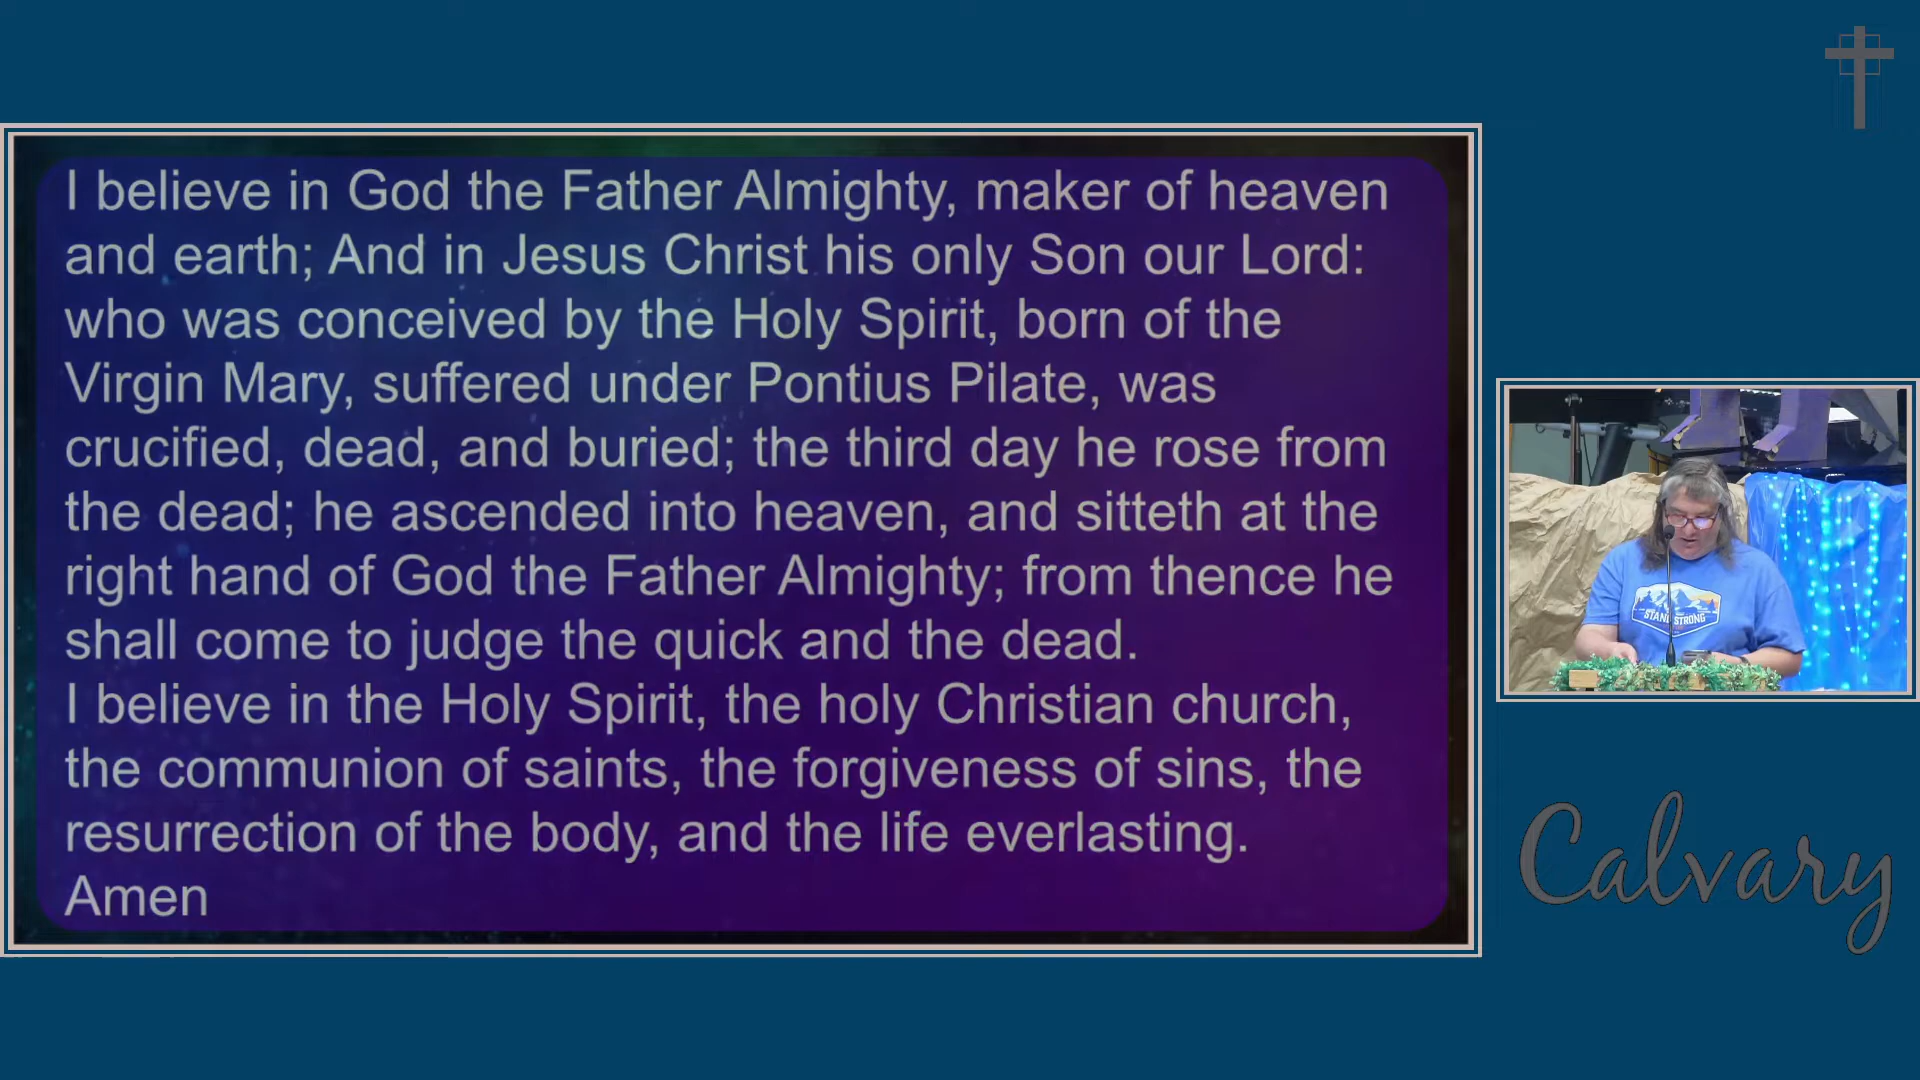 I believe in God the Father Almighty, maker of heaven
and earth; And in Jesus Christ his only Son our Lord:
who was conceived by the Holy Spirit, born of the
Virgin Mary, suffered under Pontius Pilate, was
crucified, dead, and buried; the third day he rose from
the dead; he ascended into heaven, and sitteth at the
right hand of God the Father Almighty; from thence he
shall come to judge the quick and the dead.
I believe in the Holy Spirit, the holy Christian church,
the communion of saints, the forgiveness of sins, the
resurrection of the body, and the life everlasting.
Amen
STAND STRONG
Calvary